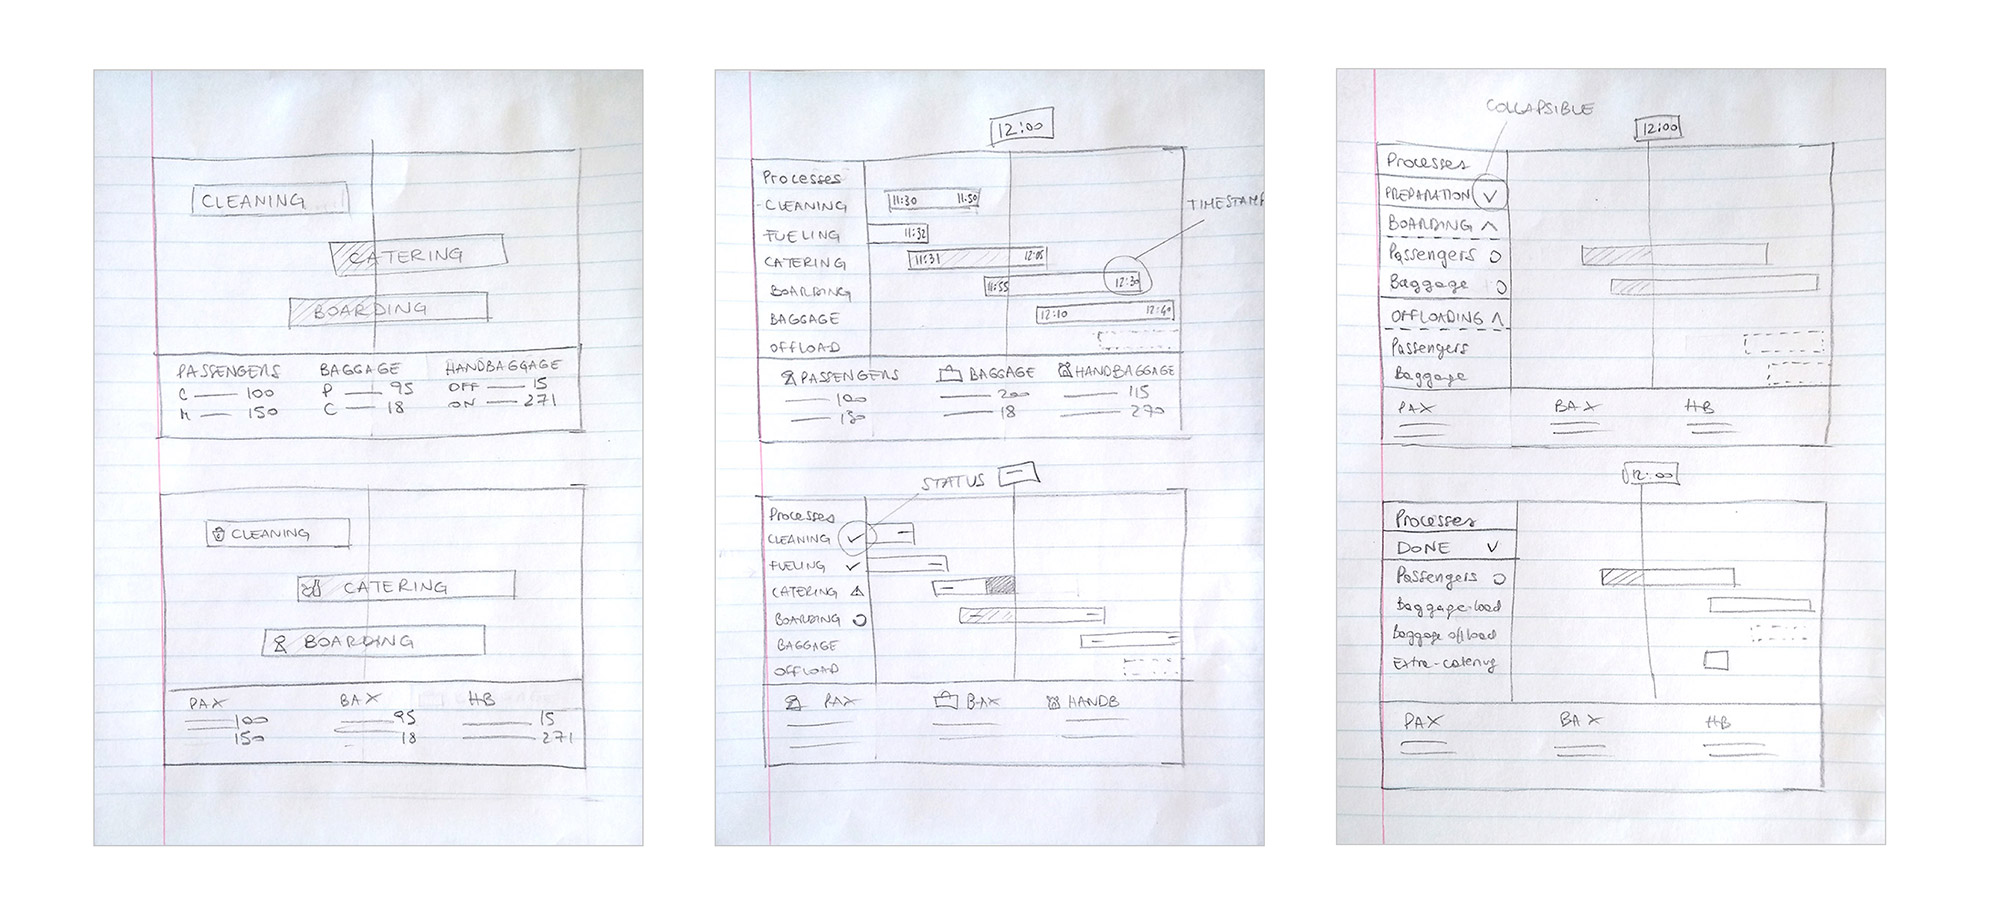 CLEANING
CATERING
BOARDING
PASSENGERS BAGGAGE HANDBAGGAGE
C 100 P 95 OFF 15
M 150 C 18 ON 271
CLEANING
CATERING
BOARDING
PAX BAX HB
100 95 15
150 18 271
12:00
Processes
CLEANING 11:30 11:50
TIMESTAMP
FUELING 11:32
CATERING 11:31 12:05
BOARDING 11:55 12:30
BAGGAGE 12:10 12:40
OFFLOAD
PASSENGERS BAGGAGE HANDBAGGAGE
100 200 115
150 18 270
STATUS
Processes
CLEANING
FUELING
CATERING
BOARDING
BAGGAGE
OFFLOAD
PAX BAX HANDB
COLLAPSIBLE
12:00
Processes
PREPARATION
BOARDING
Passengers
Baggage
OFFLOADING
Passengers
Baggage
PAX BAX HB
12:00
Processes
DONE
Passengers
Baggage-load
Baggage offload
Extra-catering
PAX BAX HB